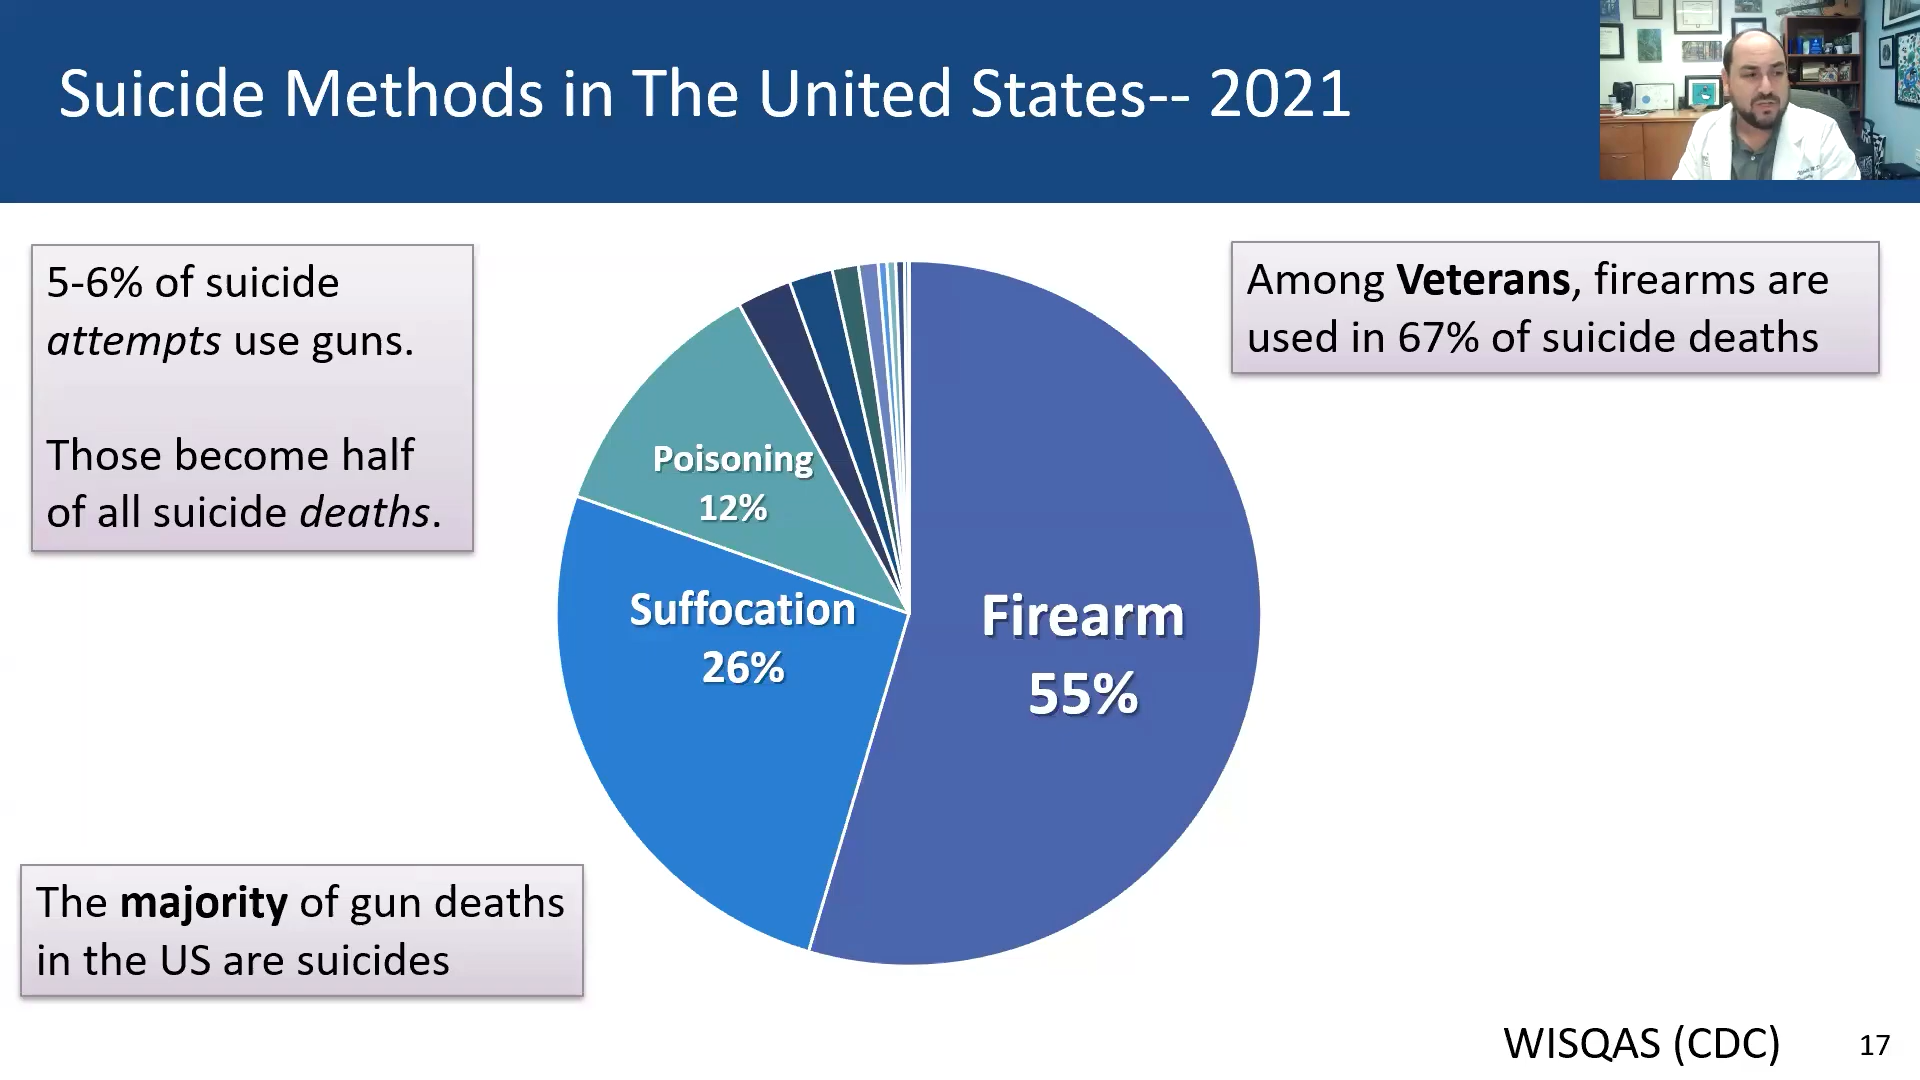 Suicide Methods in The United States-- 2021
5-6% of suicide
attempts use guns.
Those become half
of all suicide deaths.
Among Veterans, firearms are
used in 67% of suicide deaths
Poisoning
12%
Suffocation
26%
Firearm
55%
The majority of gun deaths
in the US are suicides
WISQAS (CDC)
17